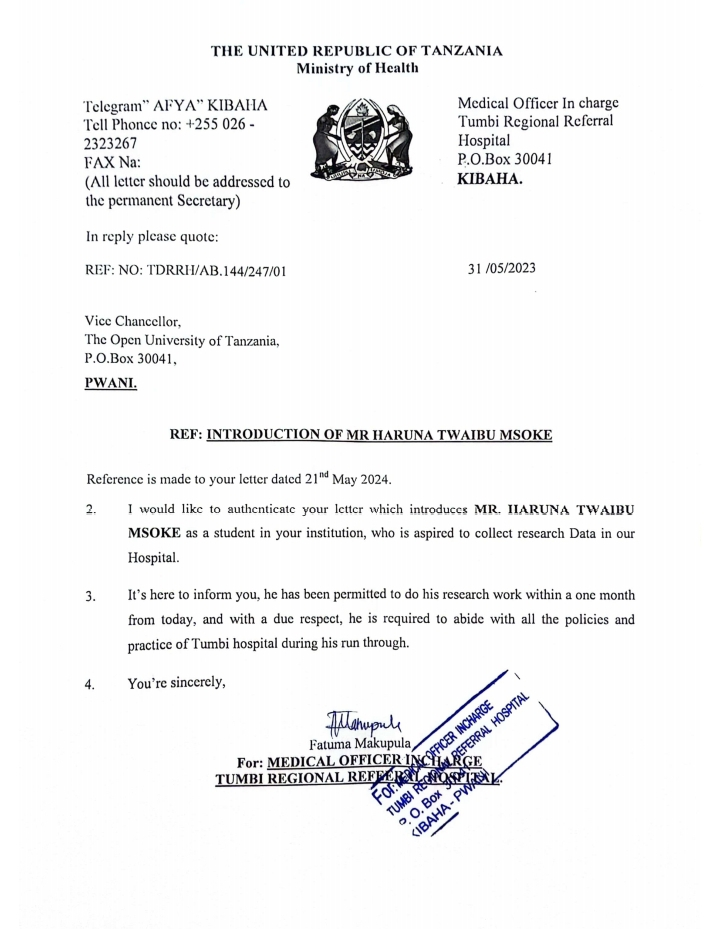 THE UNITED REPUBLIC OF TANZANIA
Ministry of Health
Telegram" AFYA" KIBAHA
Tell Phonce no: +255 026 -
2323267
FAX Na:
(All letter should be addressed to
the permanent Secretary)
Medical Officer In charge
Tumbi Regional Referral
Hospital
P.O.Box 30041
KIBAHA.
In reply please quote:
REF: NO: TDRRH/AB.144/247/01
31 /05/2023
Vice Chancellor,
The Open University of Tanzania,
P.O.Box 30041,
PWANI.
REF: INTRODUCTION OF MR HARUNA TWAIBU MSOKE
Reference is made to your letter dated 21nd May 2024.
2. I would like to authenticate your letter which introduces MR. HARUNA TWAIBU
MSOKE as a student in your institution, who is aspired to collect research Data in our
Hospital.
3. It's here to inform you, he has been permitted to do his research work within a one month
from today, and with a due respect, he is required to abide with all the policies and
practice of Tumbi hospital during his run through.
4. You're sincerely,
Fatuma Makupula
For: MEDICAL OFFICER INCHARGE
TUMBI REGIONAL REFERRAL HOSPITAL.
For: MEDICAL OFFICER INCHARGE
TUMBI REGIONAL REFERRAL HOSPITAL
P. O. Box
KIBAHA - PWANI